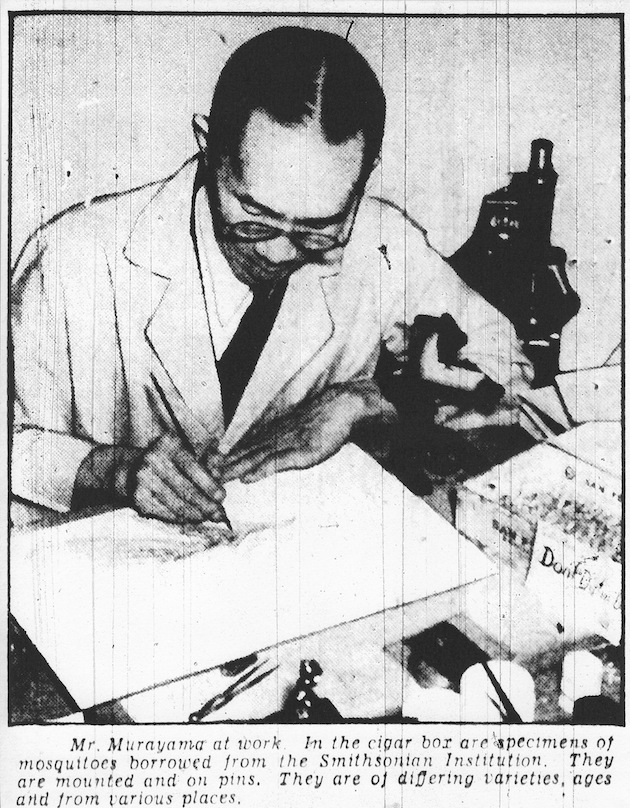 Don't
Mr. Murayama at work. In the cigar box are specimens of
mosquitoes borrowed from the Smithsonian Institution. They
are mounted and on pins. They are of differing varieties, ages
and from various places.